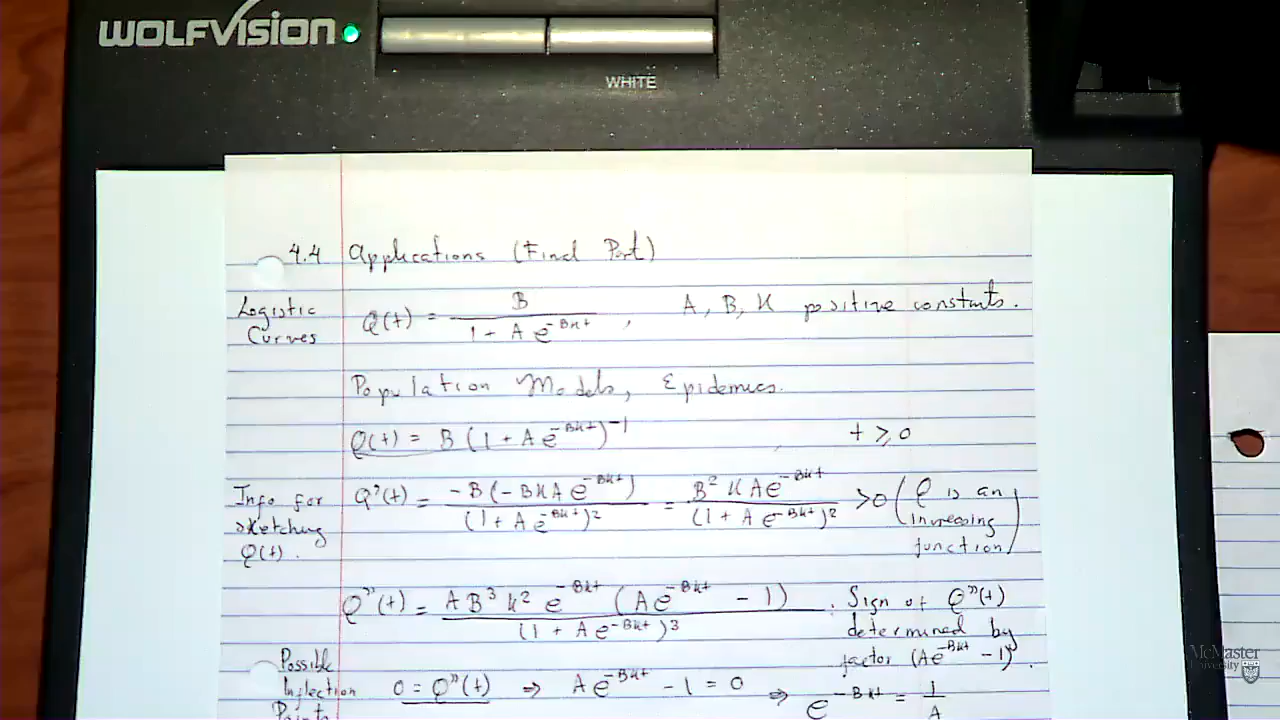 WOLFVISION
WHITE
4.4 Applications (Final Part)
Logistic Curves
Q(t) = B / (1 + A e^{-Bkt}) , A, B, K positive constants.
Population Models, Epidemics.
Q(t) = B (1 + A e^{-Bkt})^{-1} t ≥ 0
Info for sketching Q(t).
Q'(t) = -B(-BKA e^{-Bkt}) / (1 + A e^{-Bkt})^2 = B^2 K A e^{-Bkt} / (1 + A e^{-Bkt})^2 > 0 (Q is an increasing function)
Q''(t) = A B^3 k^2 e^{-Bkt} (A e^{-Bkt} - 1) / (1 + A e^{-Bkt})^3 . Sign of Q''(t)
determined by
factor (A e^{-Bkt} - 1).
Possible Inflection Points
0 = Q''(t) ⇒ A e^{-Bkt} - 1 = 0 ⇒ e^{-Bkt} = 1/A
McMaster
University